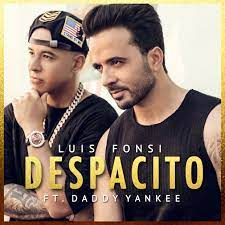 LUIS FONSI
DESPACITO
FT. DADDY YANKEE